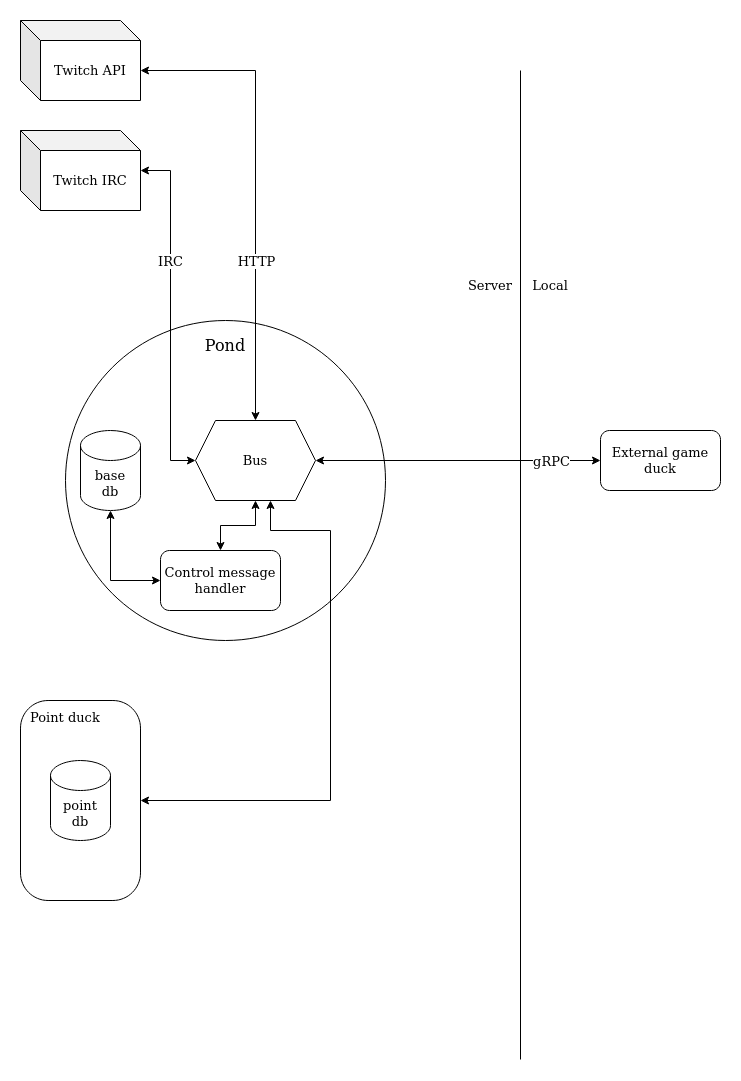 Twitch API
Twitch IRC
IRC
HTTP
Server
Local
Pond
base
db
Bus
gRPC
External game
duck
Control message
handler
Point duck
point
db